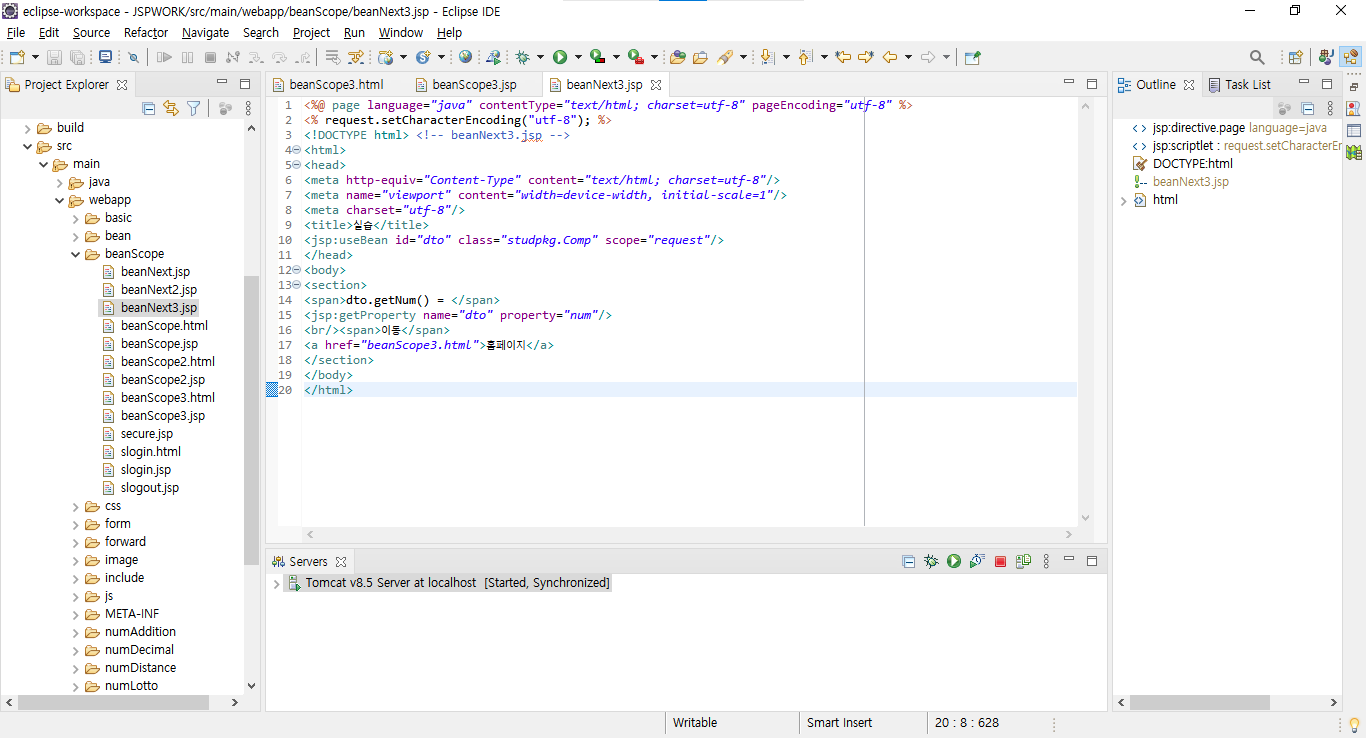 eclipse-workspace - JSPWORK/src/main/webapp/beanScope/beanNext3.jsp - Eclipse IDE
File Edit Source Refactor Navigate Search Project Run Window Help
Project Explorer
build
src
main
java
webapp
basic
bean
beanScope
beanNext.jsp
beanNext2.jsp
beanNext3.jsp
beanScope.html
beanScope.jsp
beanScope2.html
beanScope2.jsp
beanScope3.html
beanScope3.jsp
secure.jsp
slogin.html
slogin.jsp
slogout.jsp
css
form
forward
image
include
js
META-INF
numAddition
numDecimal
numDistance
numLotto
beanScope3.html beanScope3.jsp beanNext3.jsp
1 <%@ page language="java" contentType="text/html; charset=utf-8" pageEncoding="utf-8" %>
2 <% request.setCharacterEncoding("utf-8"); %>
3 <!DOCTYPE html> <!-- beanNext3.jsp -->
4 <html>
5 <head>
6 <meta http-equiv="Content-Type" content="text/html; charset=utf-8"/>
7 <meta name="viewport" content="width=device-width, initial-scale=1"/>
8 <meta charset="utf-8"/>
9 <title>실습</title>
10 <jsp:useBean id="dto" class="studpkg.Comp" scope="request"/>
11 </head>
12 <body>
13 <section>
14 <span>dto.getNum() = </span>
15 <jsp:getProperty name="dto" property="num"/>
16 <br/><span>이동</span>
17 <a href="beanScope3.html">홈페이지</a>
18 </section>
19 </body>
20 </html>
Servers
Tomcat v8.5 Server at localhost [Started, Synchronized]
Outline Task List
jsp:directive.page language=java
jsp:scriptlet : request.setCharacterEr
DOCTYPE:html
beanNext3.jsp
html
Writable Smart Insert 20 : 8 : 628